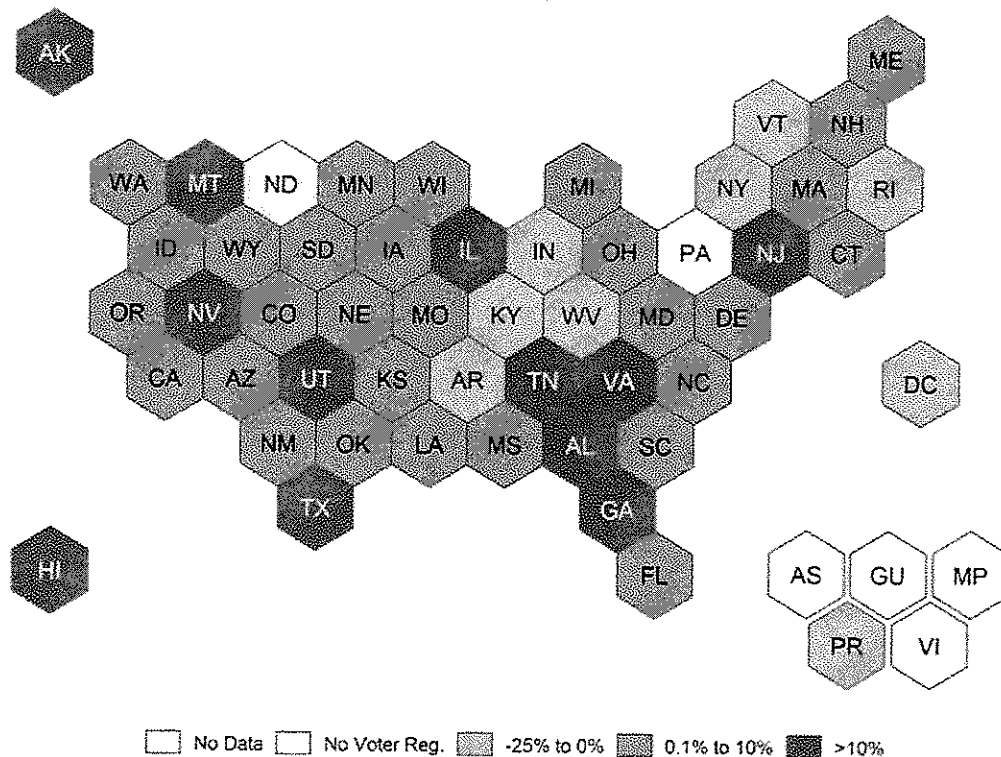 AK
ME
VT NH
WA MT ND MN WI MI NY MA RI
ID WY SD IA IL IN OH PA NJ CT
OR NV CO NE MO KY WV MD DE
CA AZ UT KS AR TN VA NC DC
NM OK LA MS AL SC
TX GA
HI FL AS GU MP
PR VI
No Data No Voter Reg. -25% to 0% 0.1% to 10% >10%